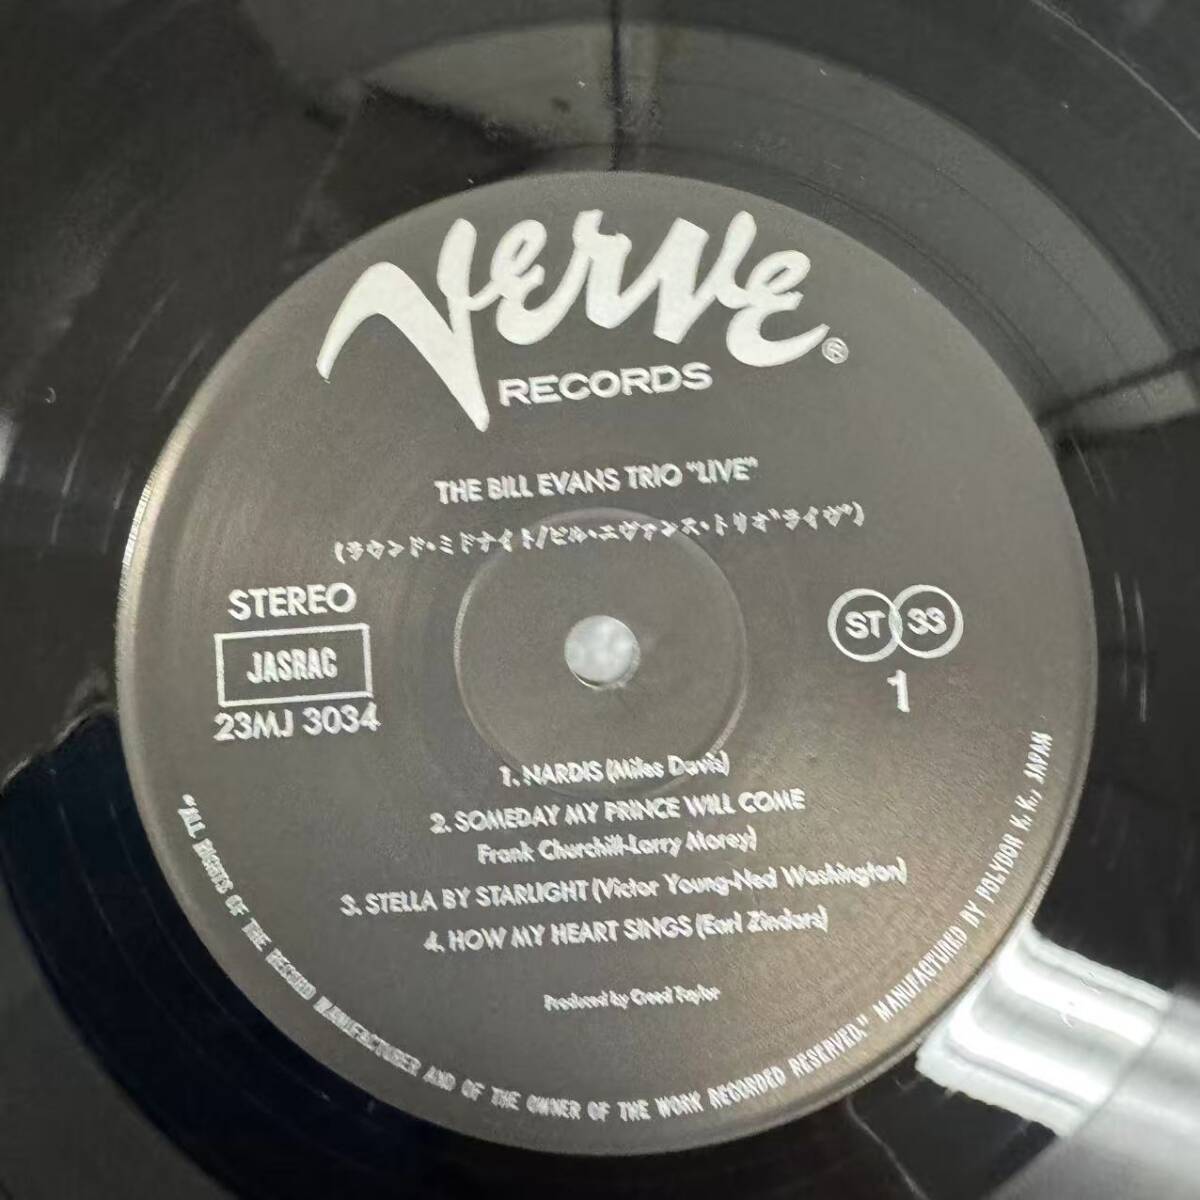 Verve ®
RECORDS
THE BILL EVANS TRIO "LIVE"
(ラウンド・ミドナイト/ビル・エヴァンス・トリオ"ライヴ")
STEREO
JASRAC
23MJ 3034
ST 33
1
1. NARDIS (Miles Davis)
2. SOMEDAY MY PRINCE WILL COME
Frank Churchill-Larry Morey)
3. STELLA BY STARLIGHT (Victor Young-Ned Washington)
4. HOW MY HEART SINGS (Earl Zindars)
Produced by Creed Taylor
"ALL RIGHTS OF THE RECORD MANUFACTURER AND OF THE OWNER OF THE WORK RECORDED RESERVED." MANUFACTURED BY POLYDOR K.K., JAPAN